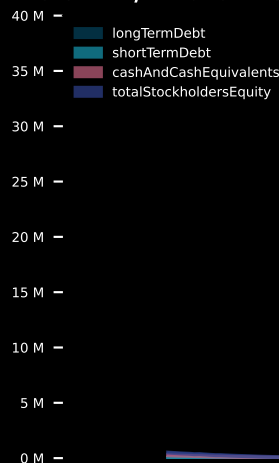 40 M
longTermDebt
shortTermDebt
35 M
cashAndCashEquivalents
totalStockholdersEquity
30 M
25 M
20 M
15 M
10 M
5 M
0 M